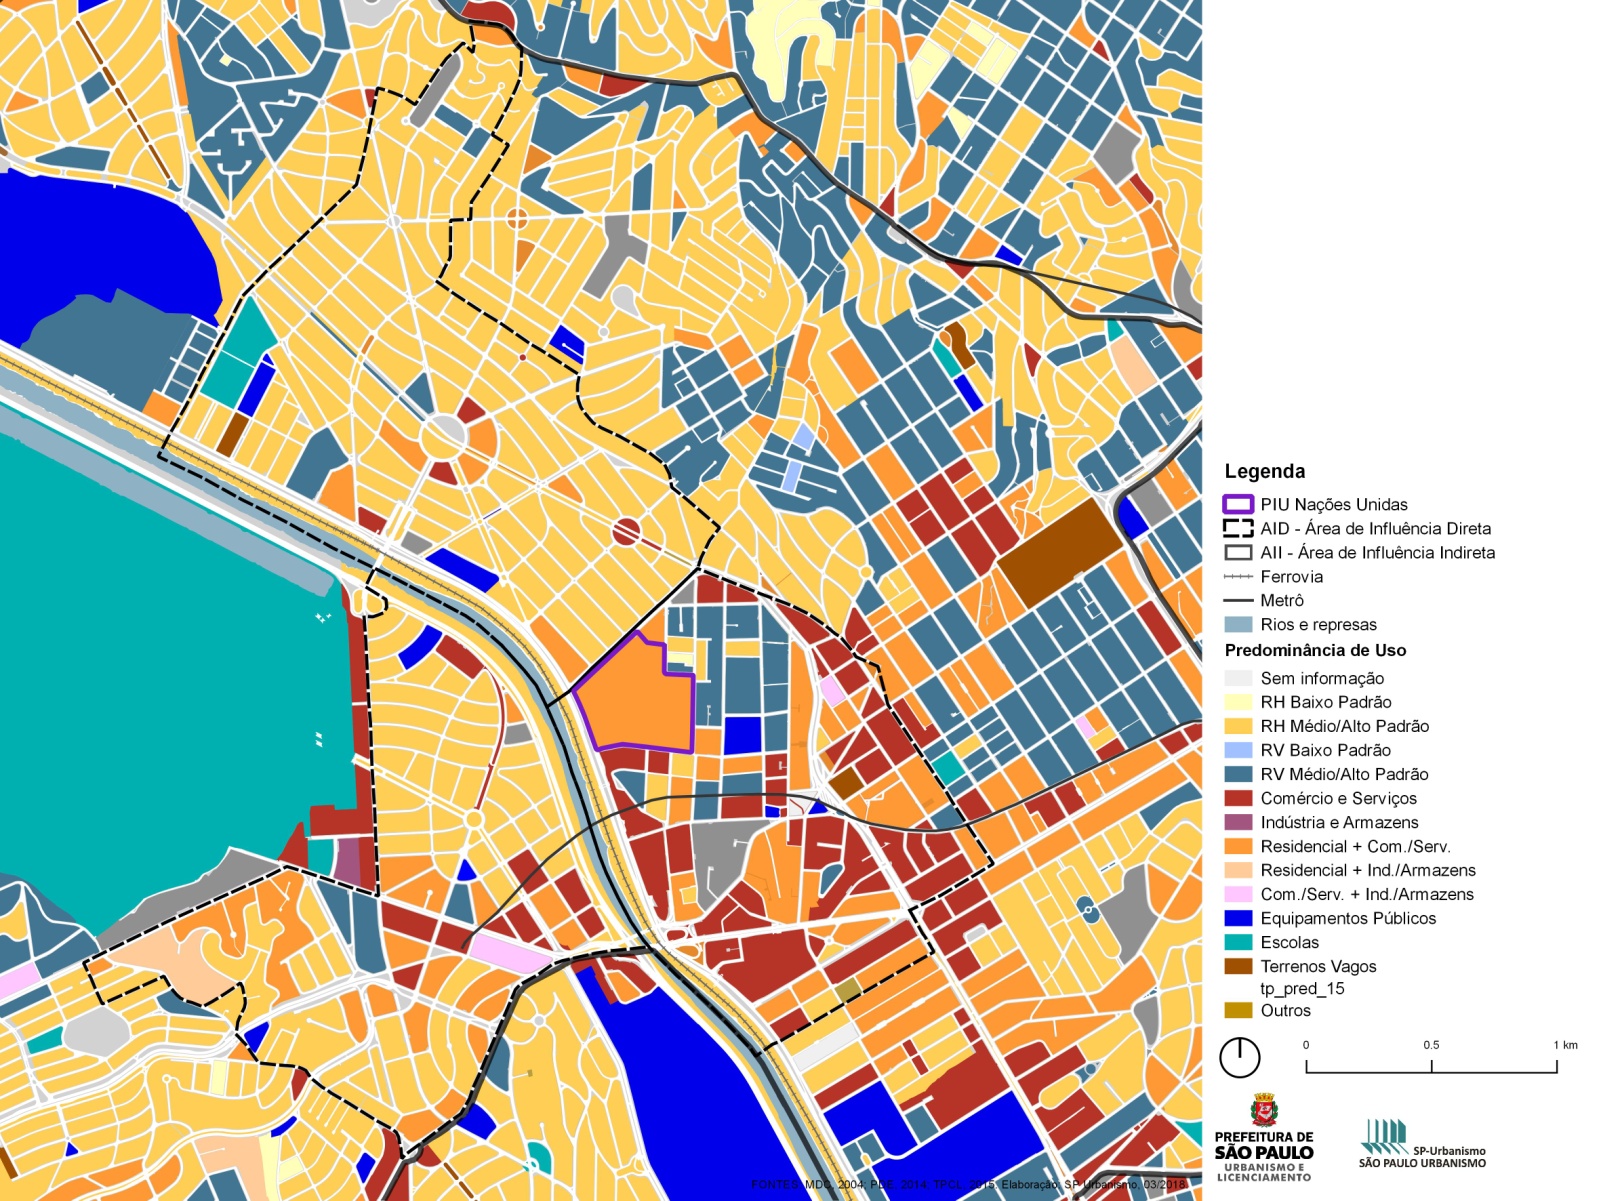 Legenda
PIU Nações Unidas
AID - Área de Influência Direta
AII - Área de Influência Indireta
Ferrovia
Metrô
Rios e represas
Predominância de Uso
Sem informação
RH Baixo Padrão
RH Médio/Alto Padrão
RV Baixo Padrão
RV Médio/Alto Padrão
Comércio e Serviços
Indústria e Armazens
Residencial + Com./Serv.
Residencial + Ind./Armazens
Com./Serv. + Ind./Armazens
Equipamentos Públicos
Escolas
Terrenos Vagos
tp_pred_15
Outros
0 0.5 1 km
PREFEITURA DE
SÃO PAULO
URBANISMO E
LICENCIAMENTO
SP-Urbanismo
SÃO PAULO URBANISMO
FONTES: MDC, 2004; PDE, 2014; TPCL, 2015; Elaboração: SP Urbanismo, 03/2018.